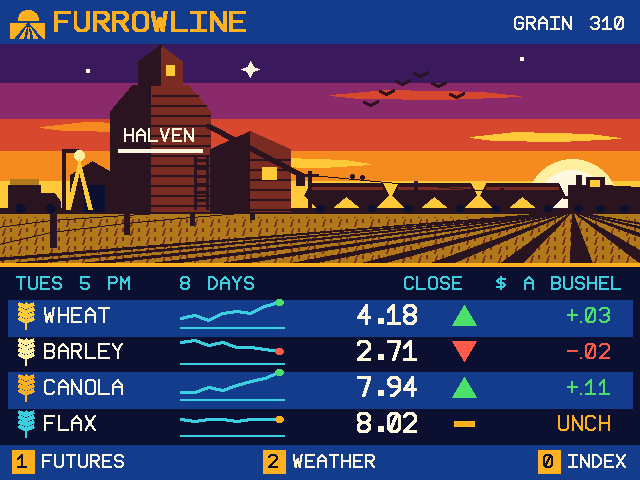 FURROWLINE GRAIN 310
HALVEN
TUES 5 PM 8 DAYS CLOSE $ A BUSHEL
WHEAT 4.18 +.03
BARLEY 2.71 -.02
CANOLA 7.94 +.11
FLAX 8.02 UNCH
1 FUTURES 2 WEATHER 0 INDEX